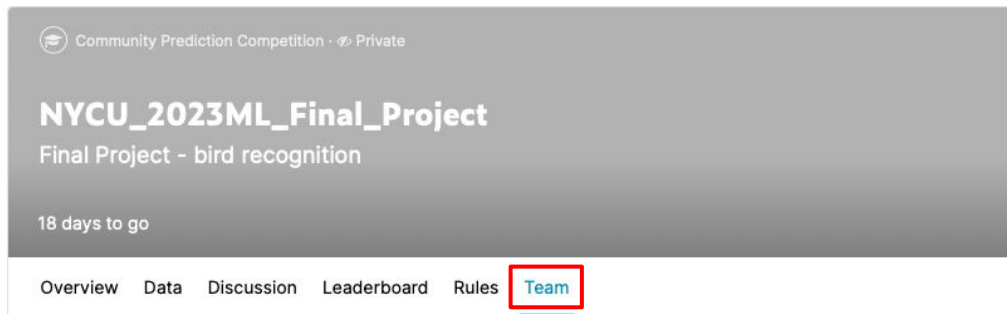 Community Prediction Competition · Private
NYCU_2023ML_Final_Project
Final Project - bird recognition
18 days to go
Overview Data Discussion Leaderboard Rules Team